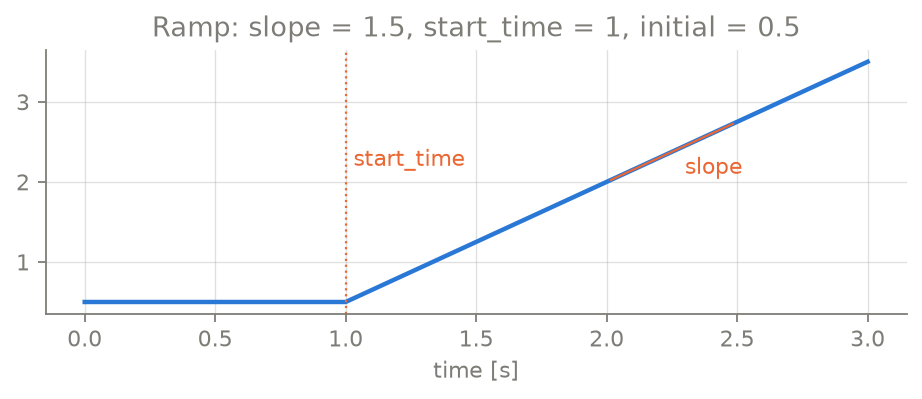 Ramp: slope = 1.5, start_time = 1, initial = 0.5
3
start_time
slope
2
1
0.0 0.5 1.0 1.5 2.0 2.5 3.0
time [s]